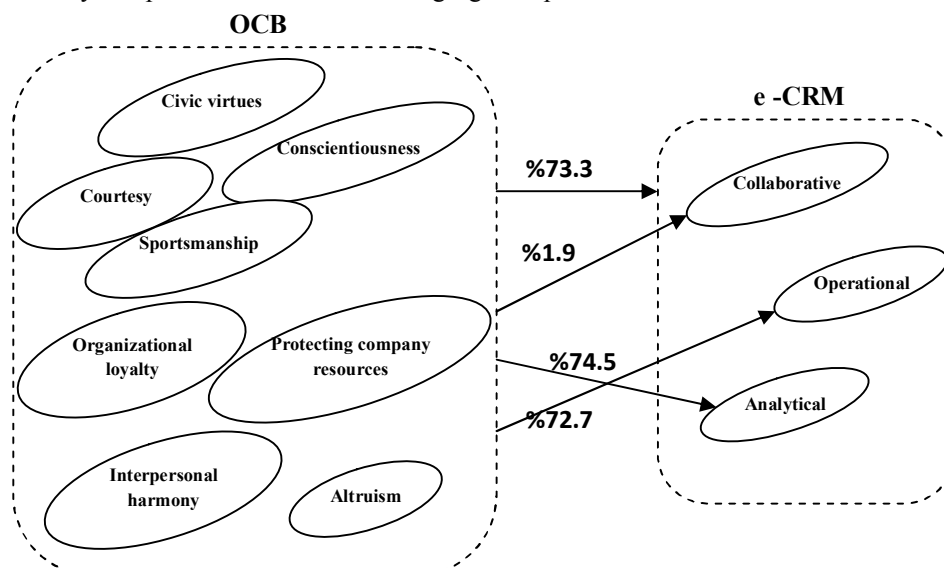 OCB
Civic virtues
Conscientiousness
Courtesy
Sportsmanship
Organizational
loyalty
Protecting company
resources
Interpersonal
harmony
Altruism
%73.3
%1.9
%74.5
%72.7
e -CRM
Collaborative
Operational
Analytical